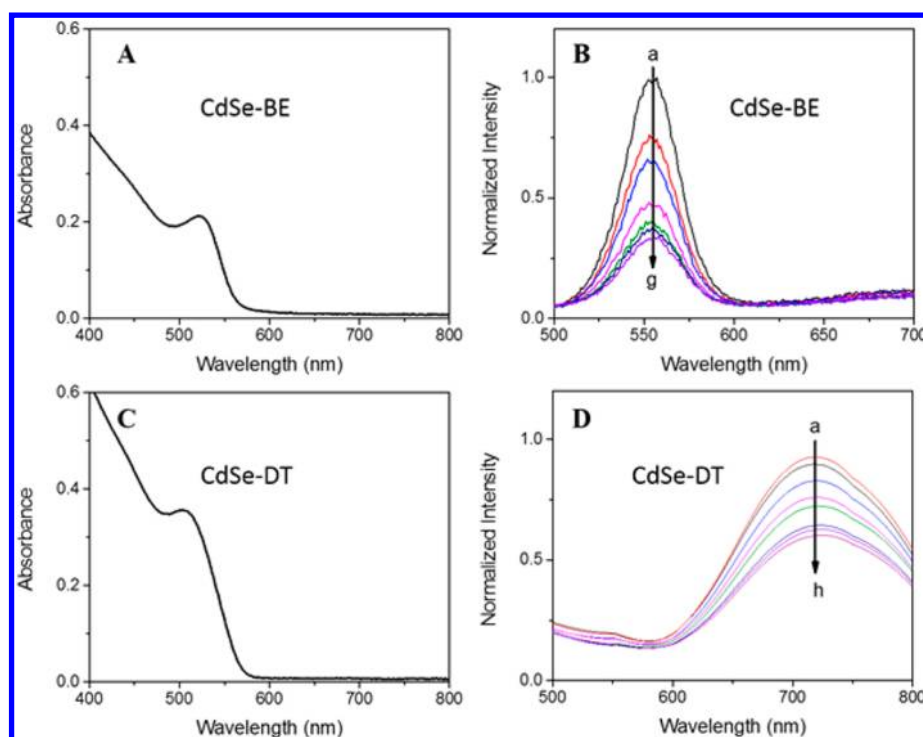 A
CdSe-BE
Absorbance
0.6
0.4
0.2
0.0
400 500 600 700 800
Wavelength (nm)
B
a
CdSe-BE
g
Normalized Intensity
1.0
0.5
0.0
500 550 600 650 700
Wavelength (nm)
C
CdSe-DT
Absorbance
0.6
0.4
0.2
0.0
400 500 600 700 800
Wavelength (nm)
D
a
CdSe-DT
h
Normalized Intensity
1.0
0.5
0.0
500 600 700 800
Wavelength (nm)